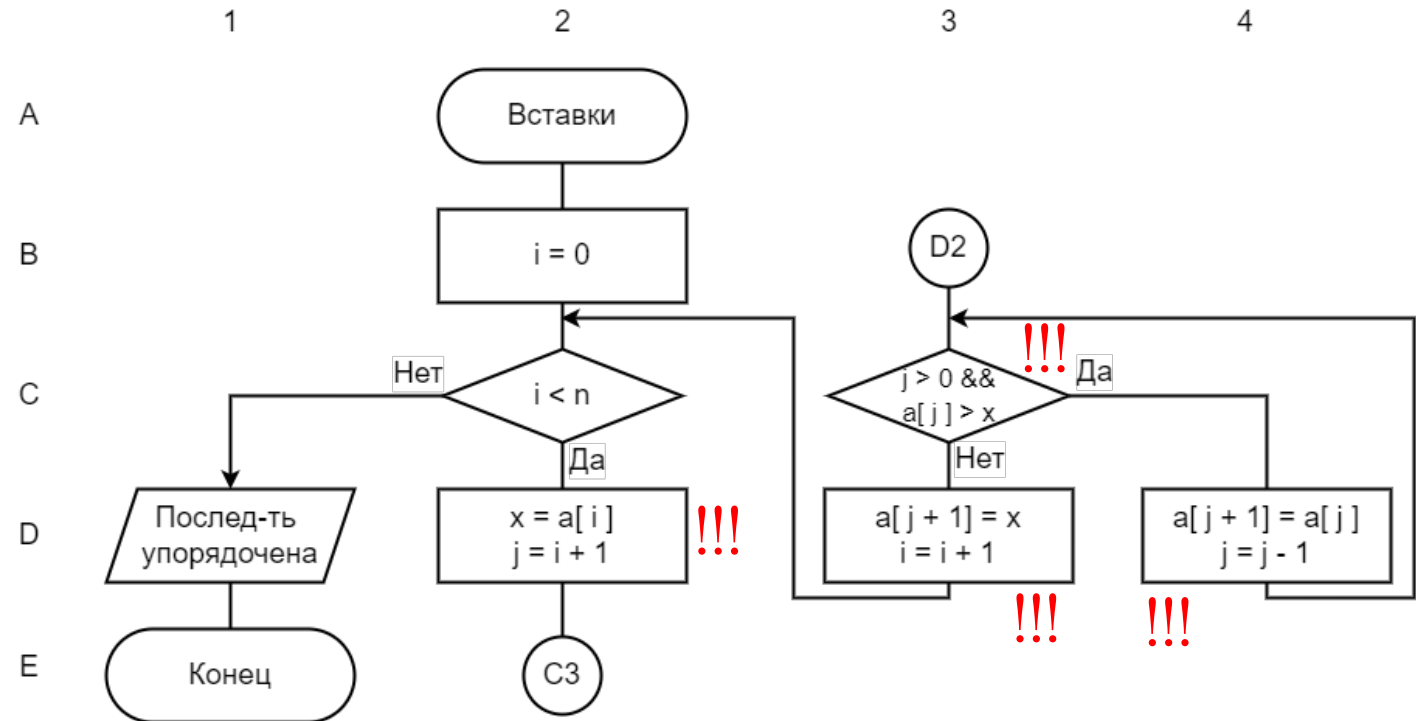 1 2 3 4
A
Вставки
B
i = 0
D2
C
Нет
i < n
Да
!!!
j > 0 &&
a[ j ] > x
Да
Нет
D
Послед-ть
упорядочена
x = a[ i ]
j = i + 1
!!!
a[ j + 1] = x
i = i + 1
!!!
a[ j + 1] = a[ j ]
j = j - 1
!!!
E
Конец
C3